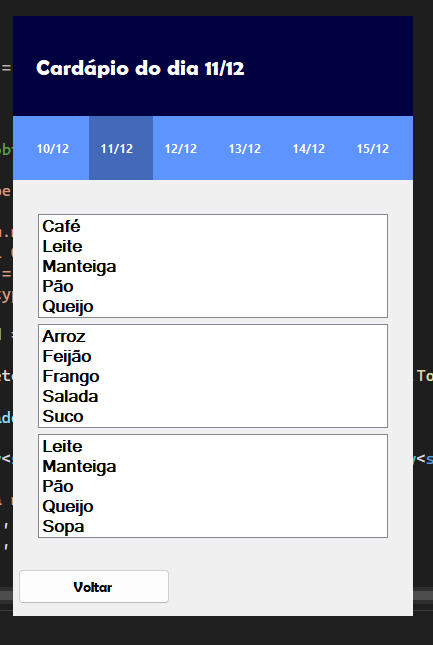 Cardápio do dia 11/12
10/12 11/12 12/12 13/12 14/12 15/12
Café
Leite
Manteiga
Pão
Queijo
Arroz
Feijão
Frango
Salada
Suco
Leite
Manteiga
Pão
Queijo
Sopa
Voltar